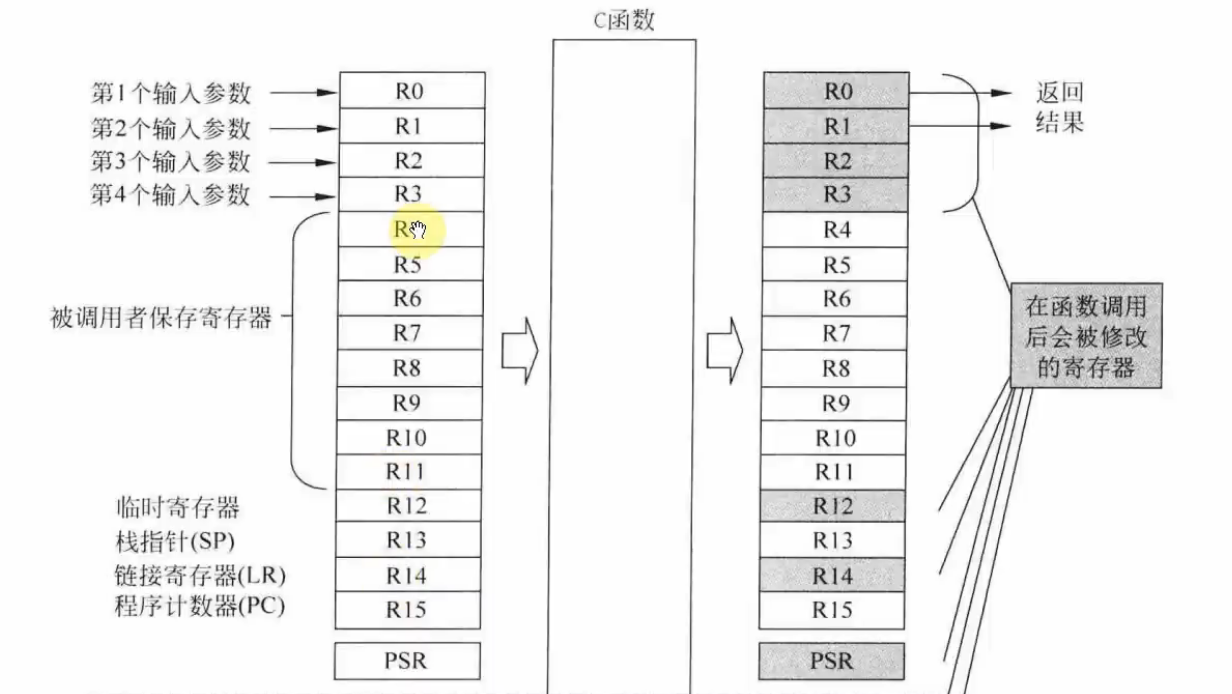 C函数
第1个输入参数
R0
R0
返回
第2个输入参数
R1
R1
结果
第3个输入参数
R2
R2
第4个输入参数
R3
R3
R4
R5
R5
被调用者保存寄存器
R6
R6
R7
R7
R8
R8
R9
R9
R10
R10
R11
R11
在函数调用
后会被修改
的寄存器
临时寄存器
R12
R12
栈指针(SP)
R13
R13
链接寄存器(LR)
R14
R14
程序计数器(PC)
R15
R15
PSR
PSR